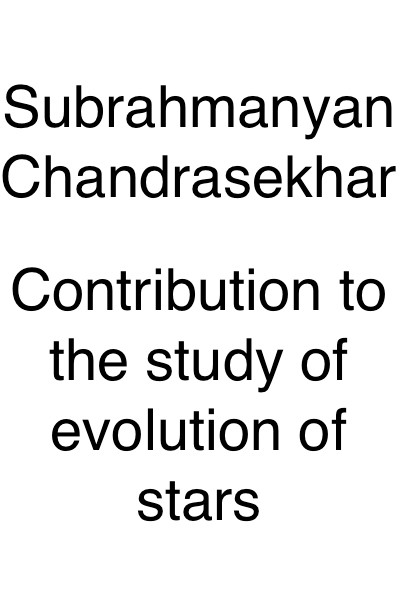 Subrahmanyan
Chandrasekhar
Contribution to
the study of
evolution of
stars